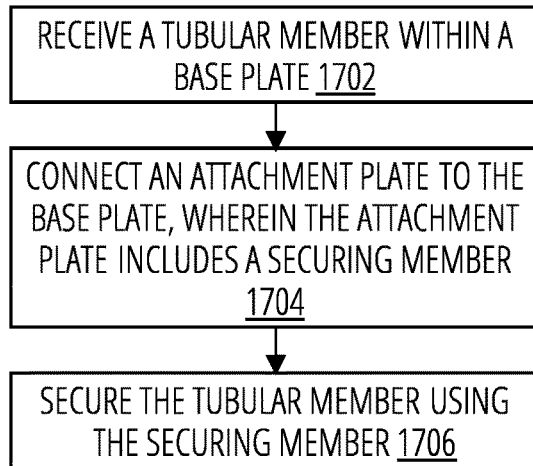 RECEIVE A TUBULAR MEMBER WITHIN A
BASE PLATE 1702
CONNECT AN ATTACHMENT PLATE TO THE
BASE PLATE, WHEREIN THE ATTACHMENT
PLATE INCLUDES A SECURING MEMBER
1704
SECURE THE TUBULAR MEMBER USING
THE SECURING MEMBER 1706